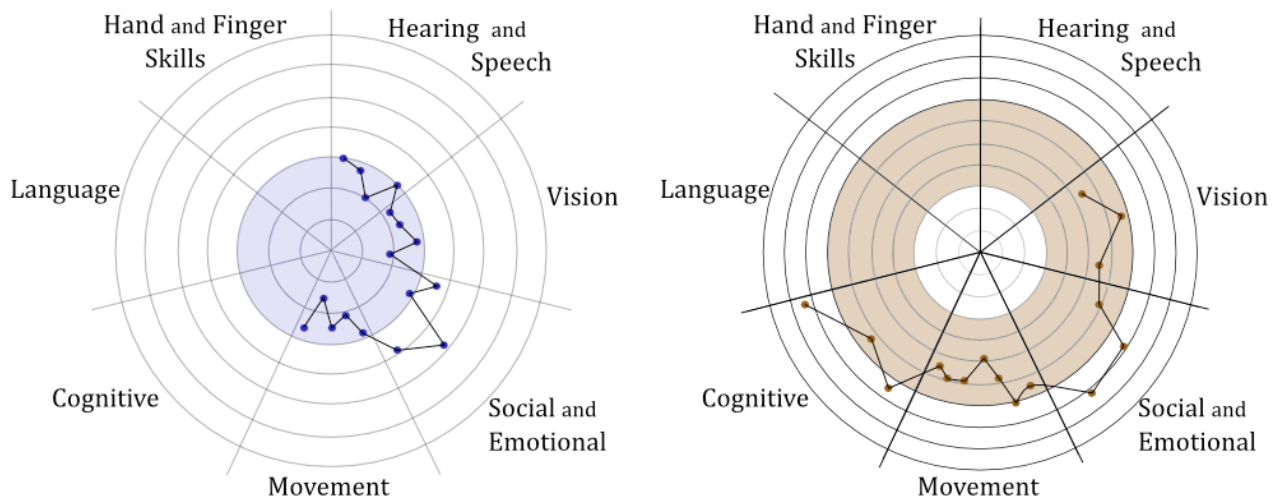 Hand and Finger
Skills
Hearing and
Speech
Language
Vision
Cognitive
Social and
Emotional
Movement
Hand and Finger
Skills
Hearing and
Speech
Language
Vision
Cognitive
Social and
Emotional
Movement